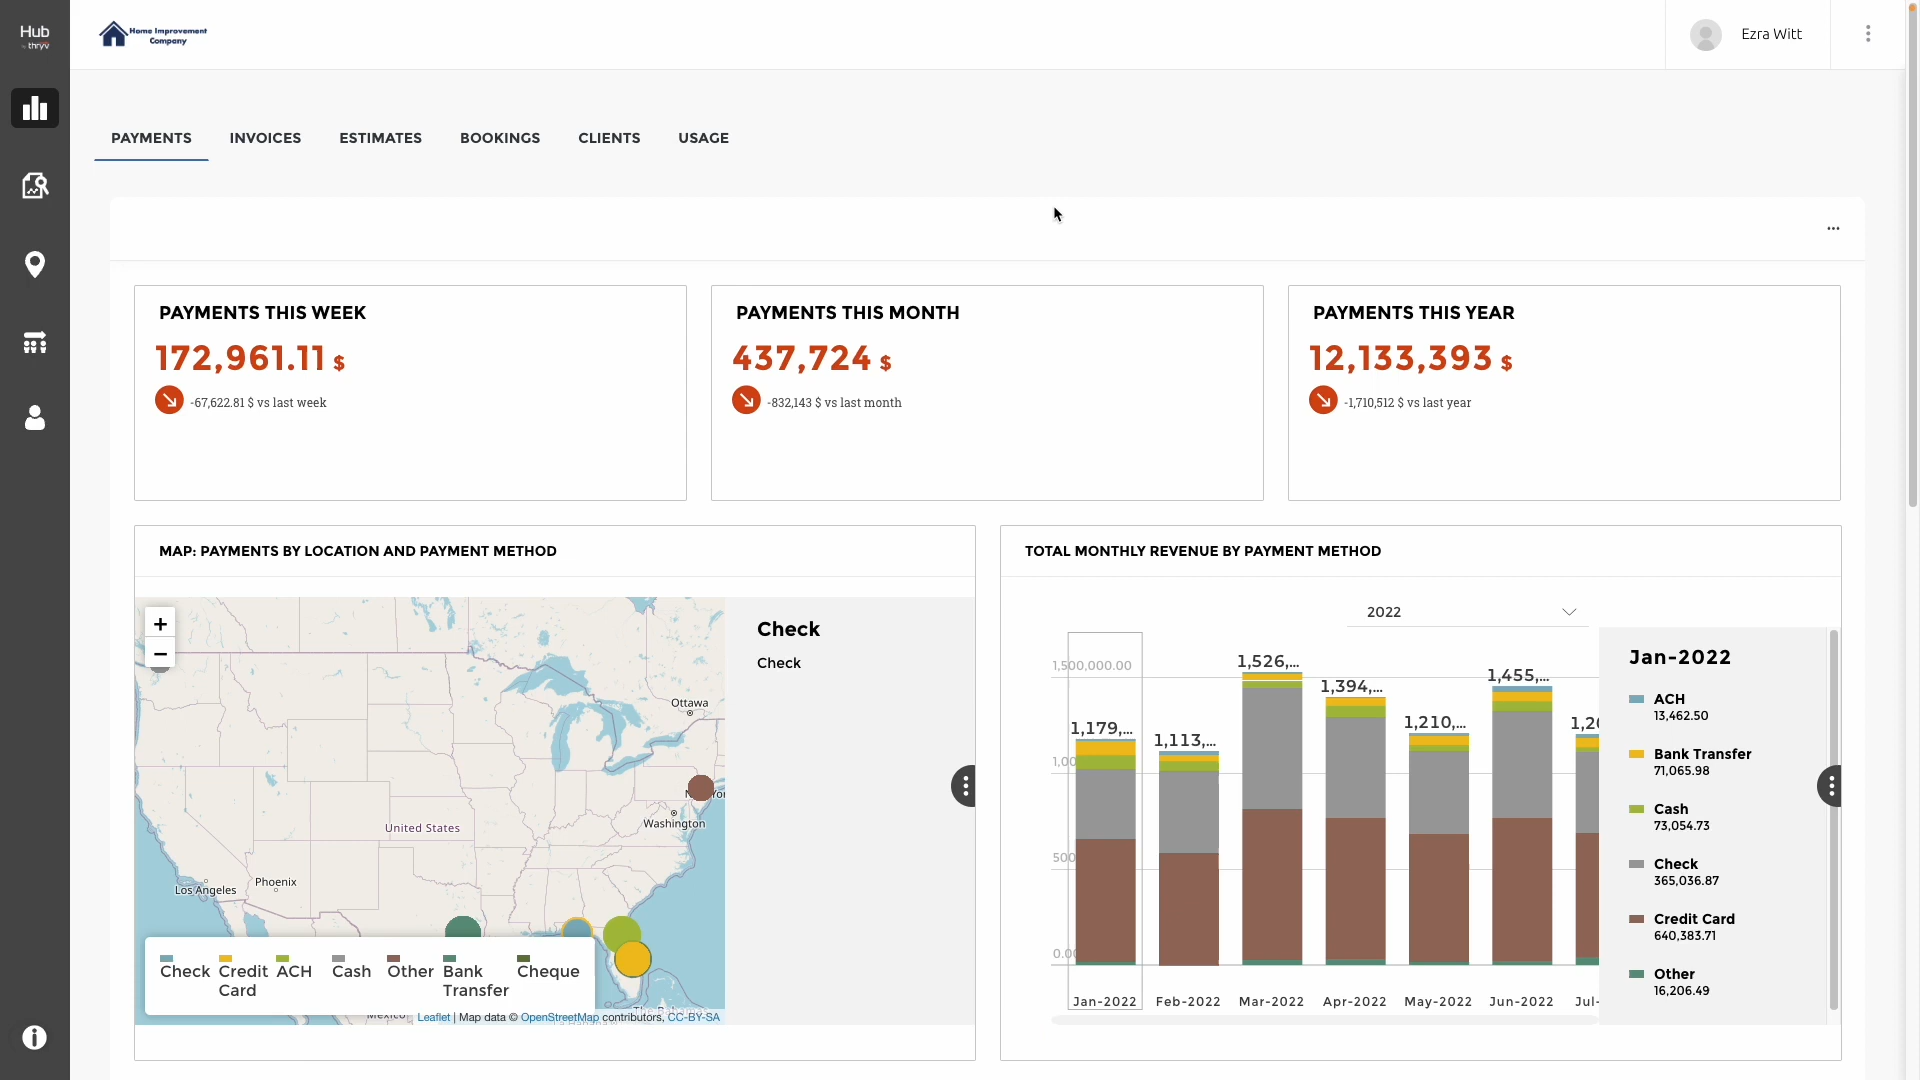 Hub
by thryv
Home Improvement
Company
Ezra Witt
PAYMENTS
INVOICES
ESTIMATES
BOOKINGS
CLIENTS
USAGE
PAYMENTS THIS WEEK
172,961.11 $
-67,622.81 $ vs last week
PAYMENTS THIS MONTH
437,724 $
-832,143 $ vs last month
PAYMENTS THIS YEAR
12,133,393 $
-1,710,512 $ vs last year
MAP: PAYMENTS BY LOCATION AND PAYMENT METHOD
+
−
Ottawa
Washington
United States
Los Angeles
Phoenix
Check
Credit Card
ACH
Cash
Other
Bank Transfer
Cheque
Leaflet | Map data © OpenStreetMap contributors, CC-BY-SA
Check
Check
TOTAL MONTHLY REVENUE BY PAYMENT METHOD
2022
1,500,000.00
1,179,...
1,113,...
1,526,...
1,394,...
1,210,...
1,455,...
1,20
1,00
500
0.00
Jan-2022
Feb-2022
Mar-2022
Apr-2022
May-2022
Jun-2022
Jul-
Jan-2022
ACH
13,462.50
Bank Transfer
71,065.98
Cash
73,054.73
Check
365,036.87
Credit Card
640,383.71
Other
16,206.49